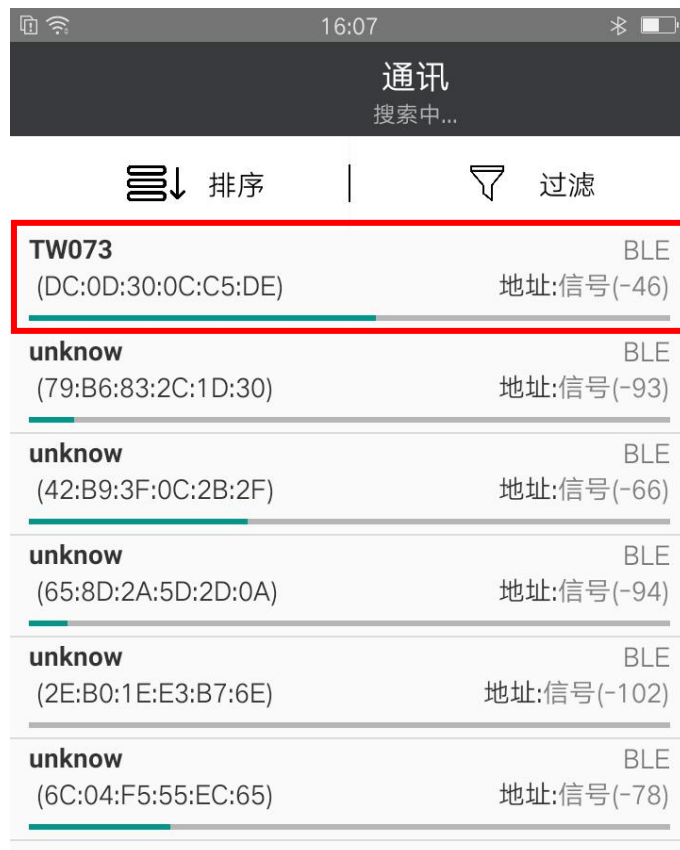 16:07
通讯
搜索中...
排序 过滤
TW073 BLE
(DC:0D:30:0C:C5:DE) 地址:信号(-46)
unknow BLE
(79:B6:83:2C:1D:30) 地址:信号(-93)
unknow BLE
(42:B9:3F:0C:2B:2F) 地址:信号(-66)
unknow BLE
(65:8D:2A:5D:2D:0A) 地址:信号(-94)
unknow BLE
(2E:B0:1E:E3:B7:6E) 地址:信号(-102)
unknow BLE
(6C:04:F5:55:EC:65) 地址:信号(-78)